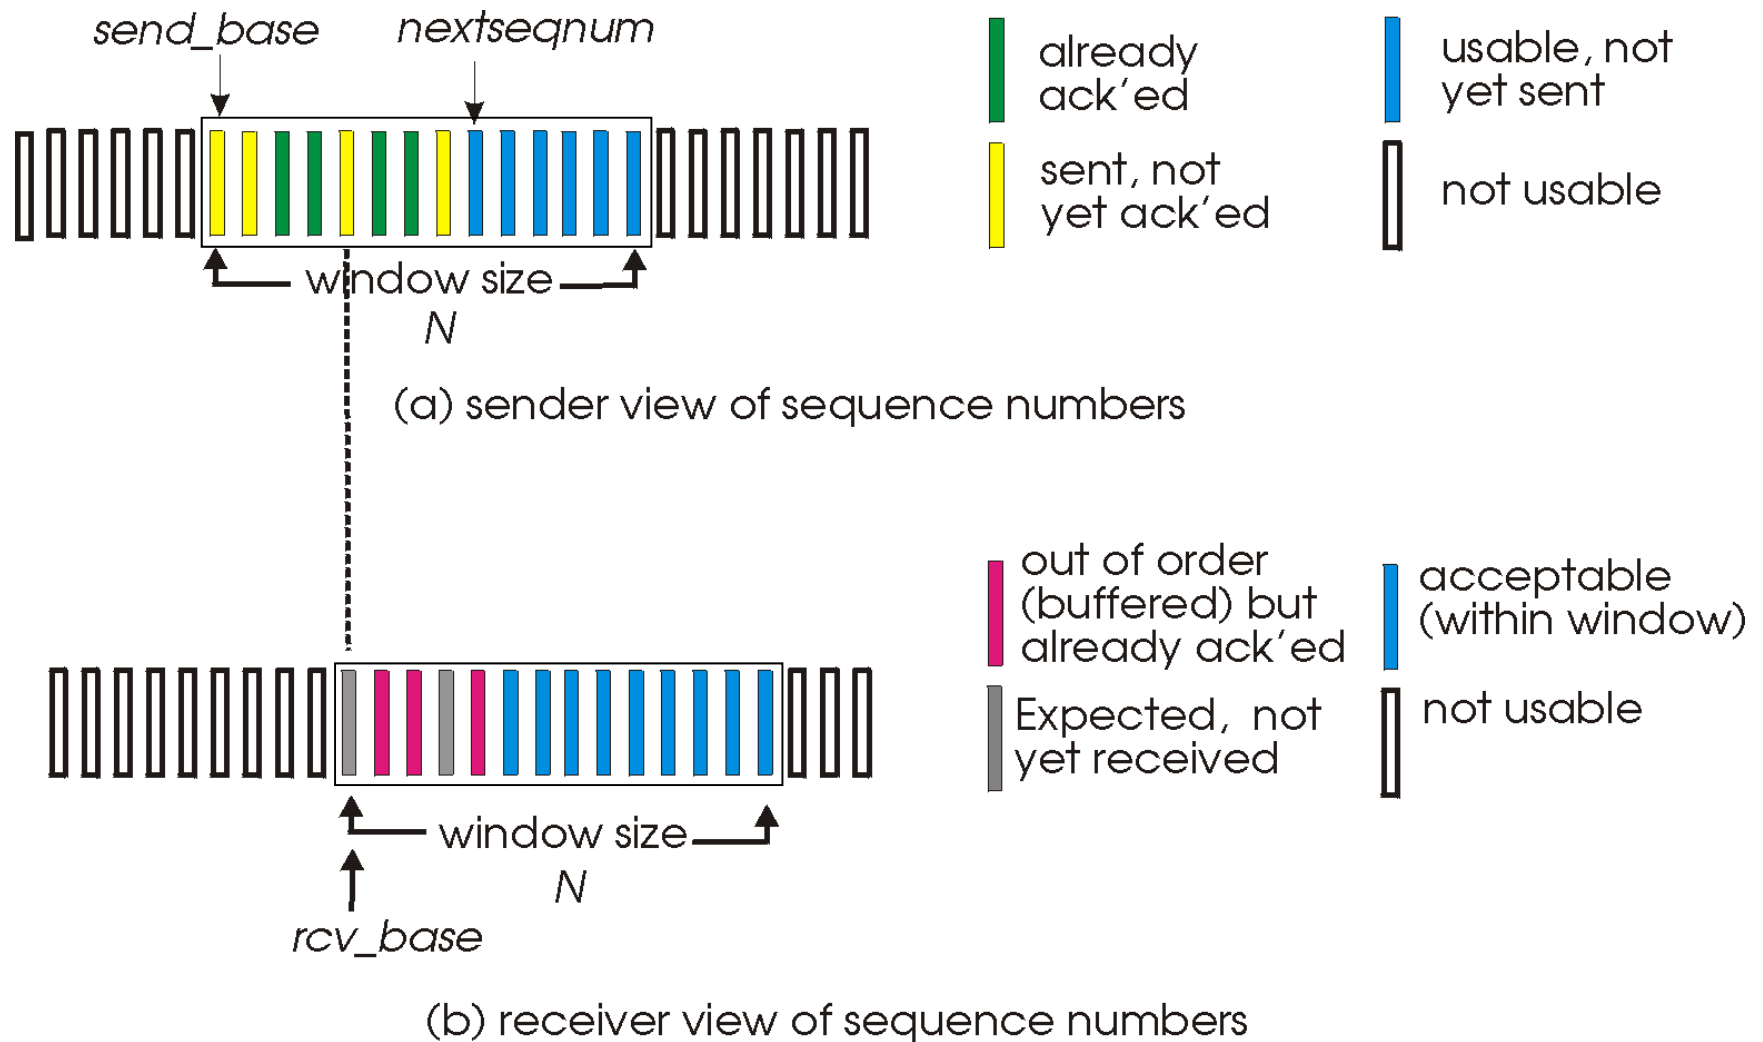 send_base
nextseqnum
already
ack'ed
usable, not
yet sent
sent, not
yet ack'ed
not usable
window size
N
(a) sender view of sequence numbers
out of order
(buffered) but
already ack'ed
acceptable
(within window)
Expected, not
yet received
not usable
window size
N
rcv_base
(b) receiver view of sequence numbers